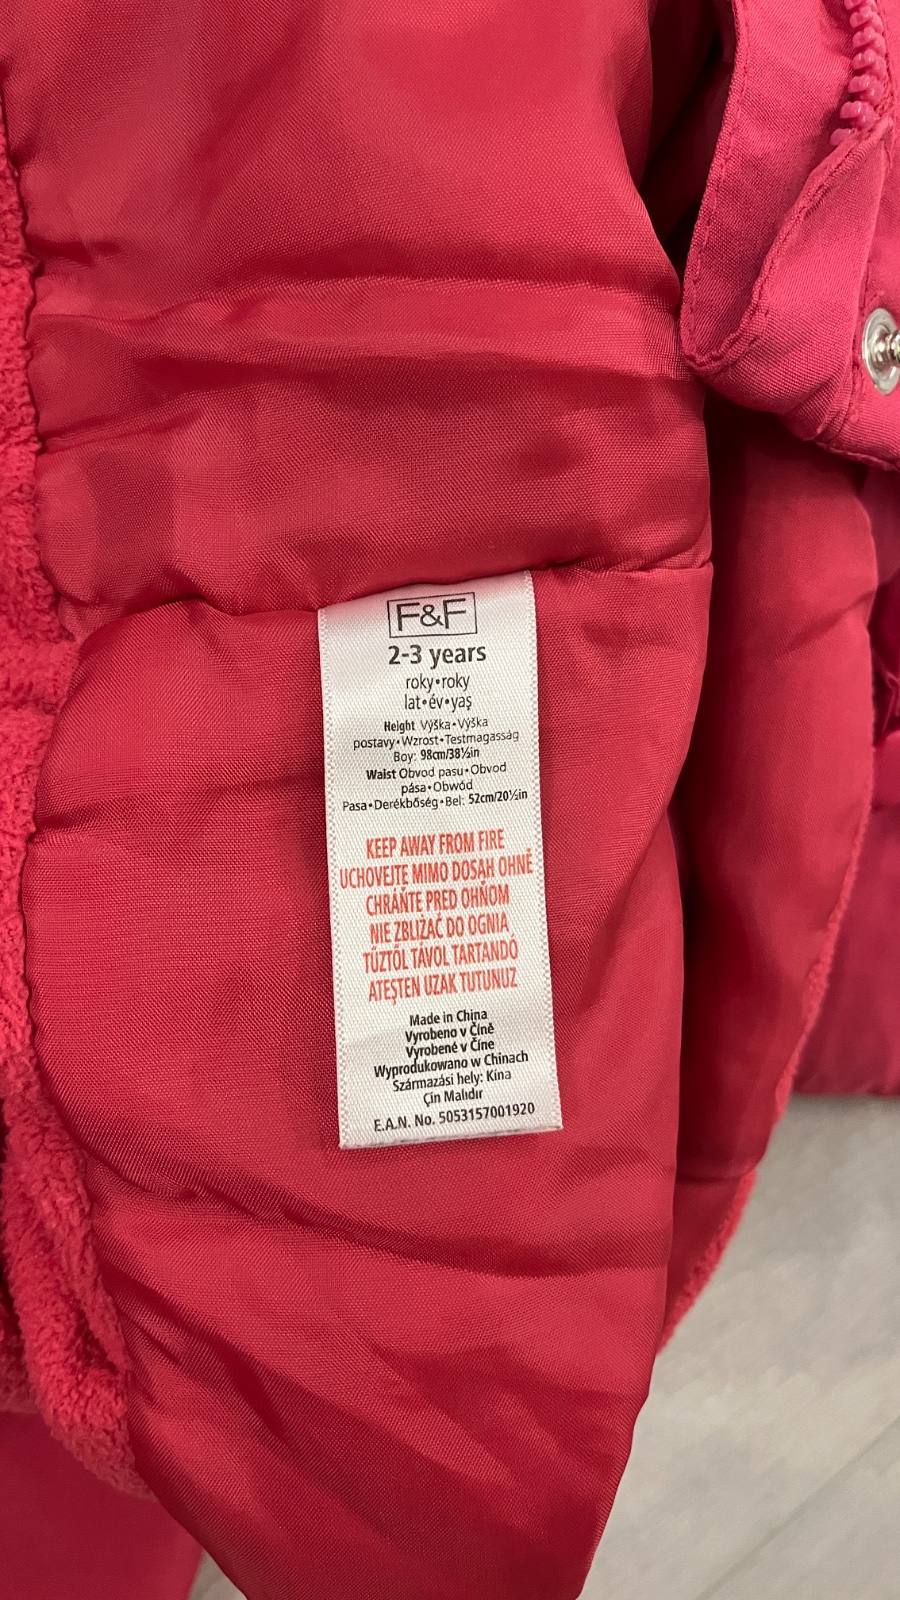 F&F
2-3 years
roky•roky
lat•év•yaş
Height Výška•Výška
postavy•Wzrost•Testmagasság
Boy: 98cm/38½in
Waist Obvod pasu•Obvod
pása•Obwód
Pasa•Derékbőség•Bel: 52cm/20½in
KEEP AWAY FROM FIRE
UCHOVEJTE MIMO DOSAH OHNĚ
CHRÁŇTE PRED OHŇOM
NIE ZBLIŻAĆ DO OGNIA
TŰZTŐL TÁVOL TARTANDÓ
ATEŞTEN UZAK TUTUNUZ
Made in China
Vyrobeno v Číně
Vyrobené v Číne
Wyprodukowano w Chinach
Származási hely: Kína
Çin Malıdır
E.A.N. No. 5053157001920